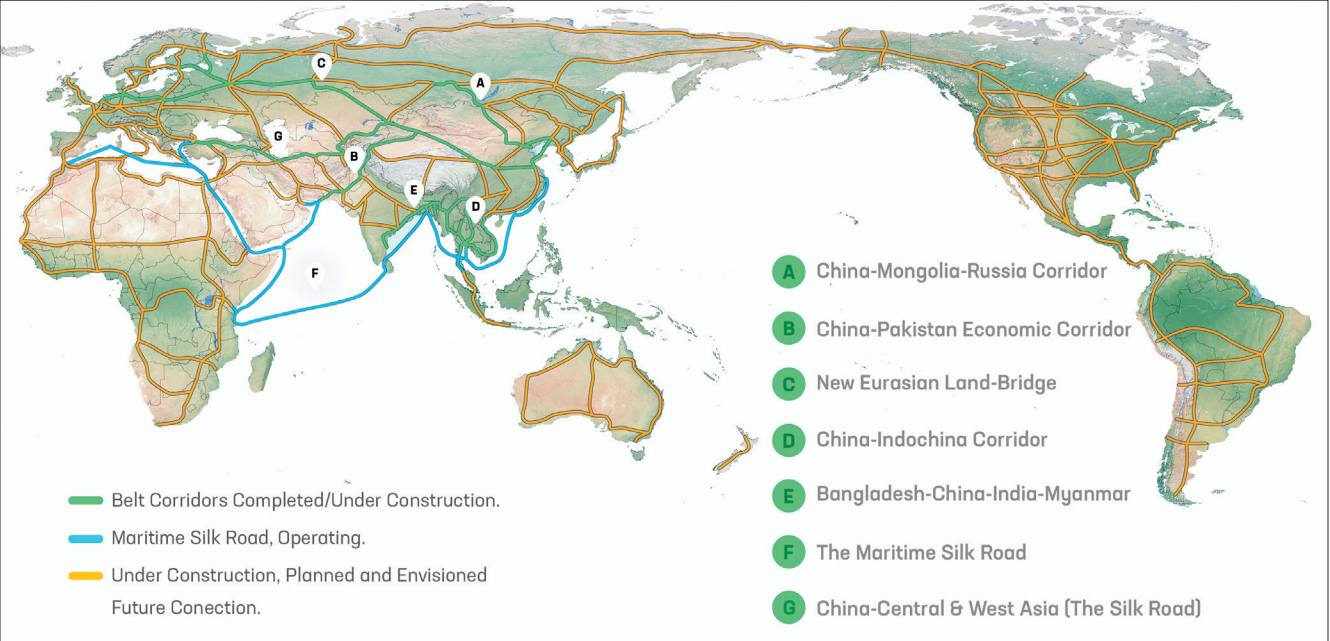 C
A
G
B
E
D
F
A China-Mongolia-Russia Corridor
B China-Pakistan Economic Corridor
C New Eurasian Land-Bridge
D China-Indochina Corridor
E Bangladesh-China-India-Myanmar
F The Maritime Silk Road
G China-Central & West Asia (The Silk Road)
Belt Corridors Completed/Under Construction.
Maritime Silk Road, Operating.
Under Construction, Planned and Envisioned
Future Conection.